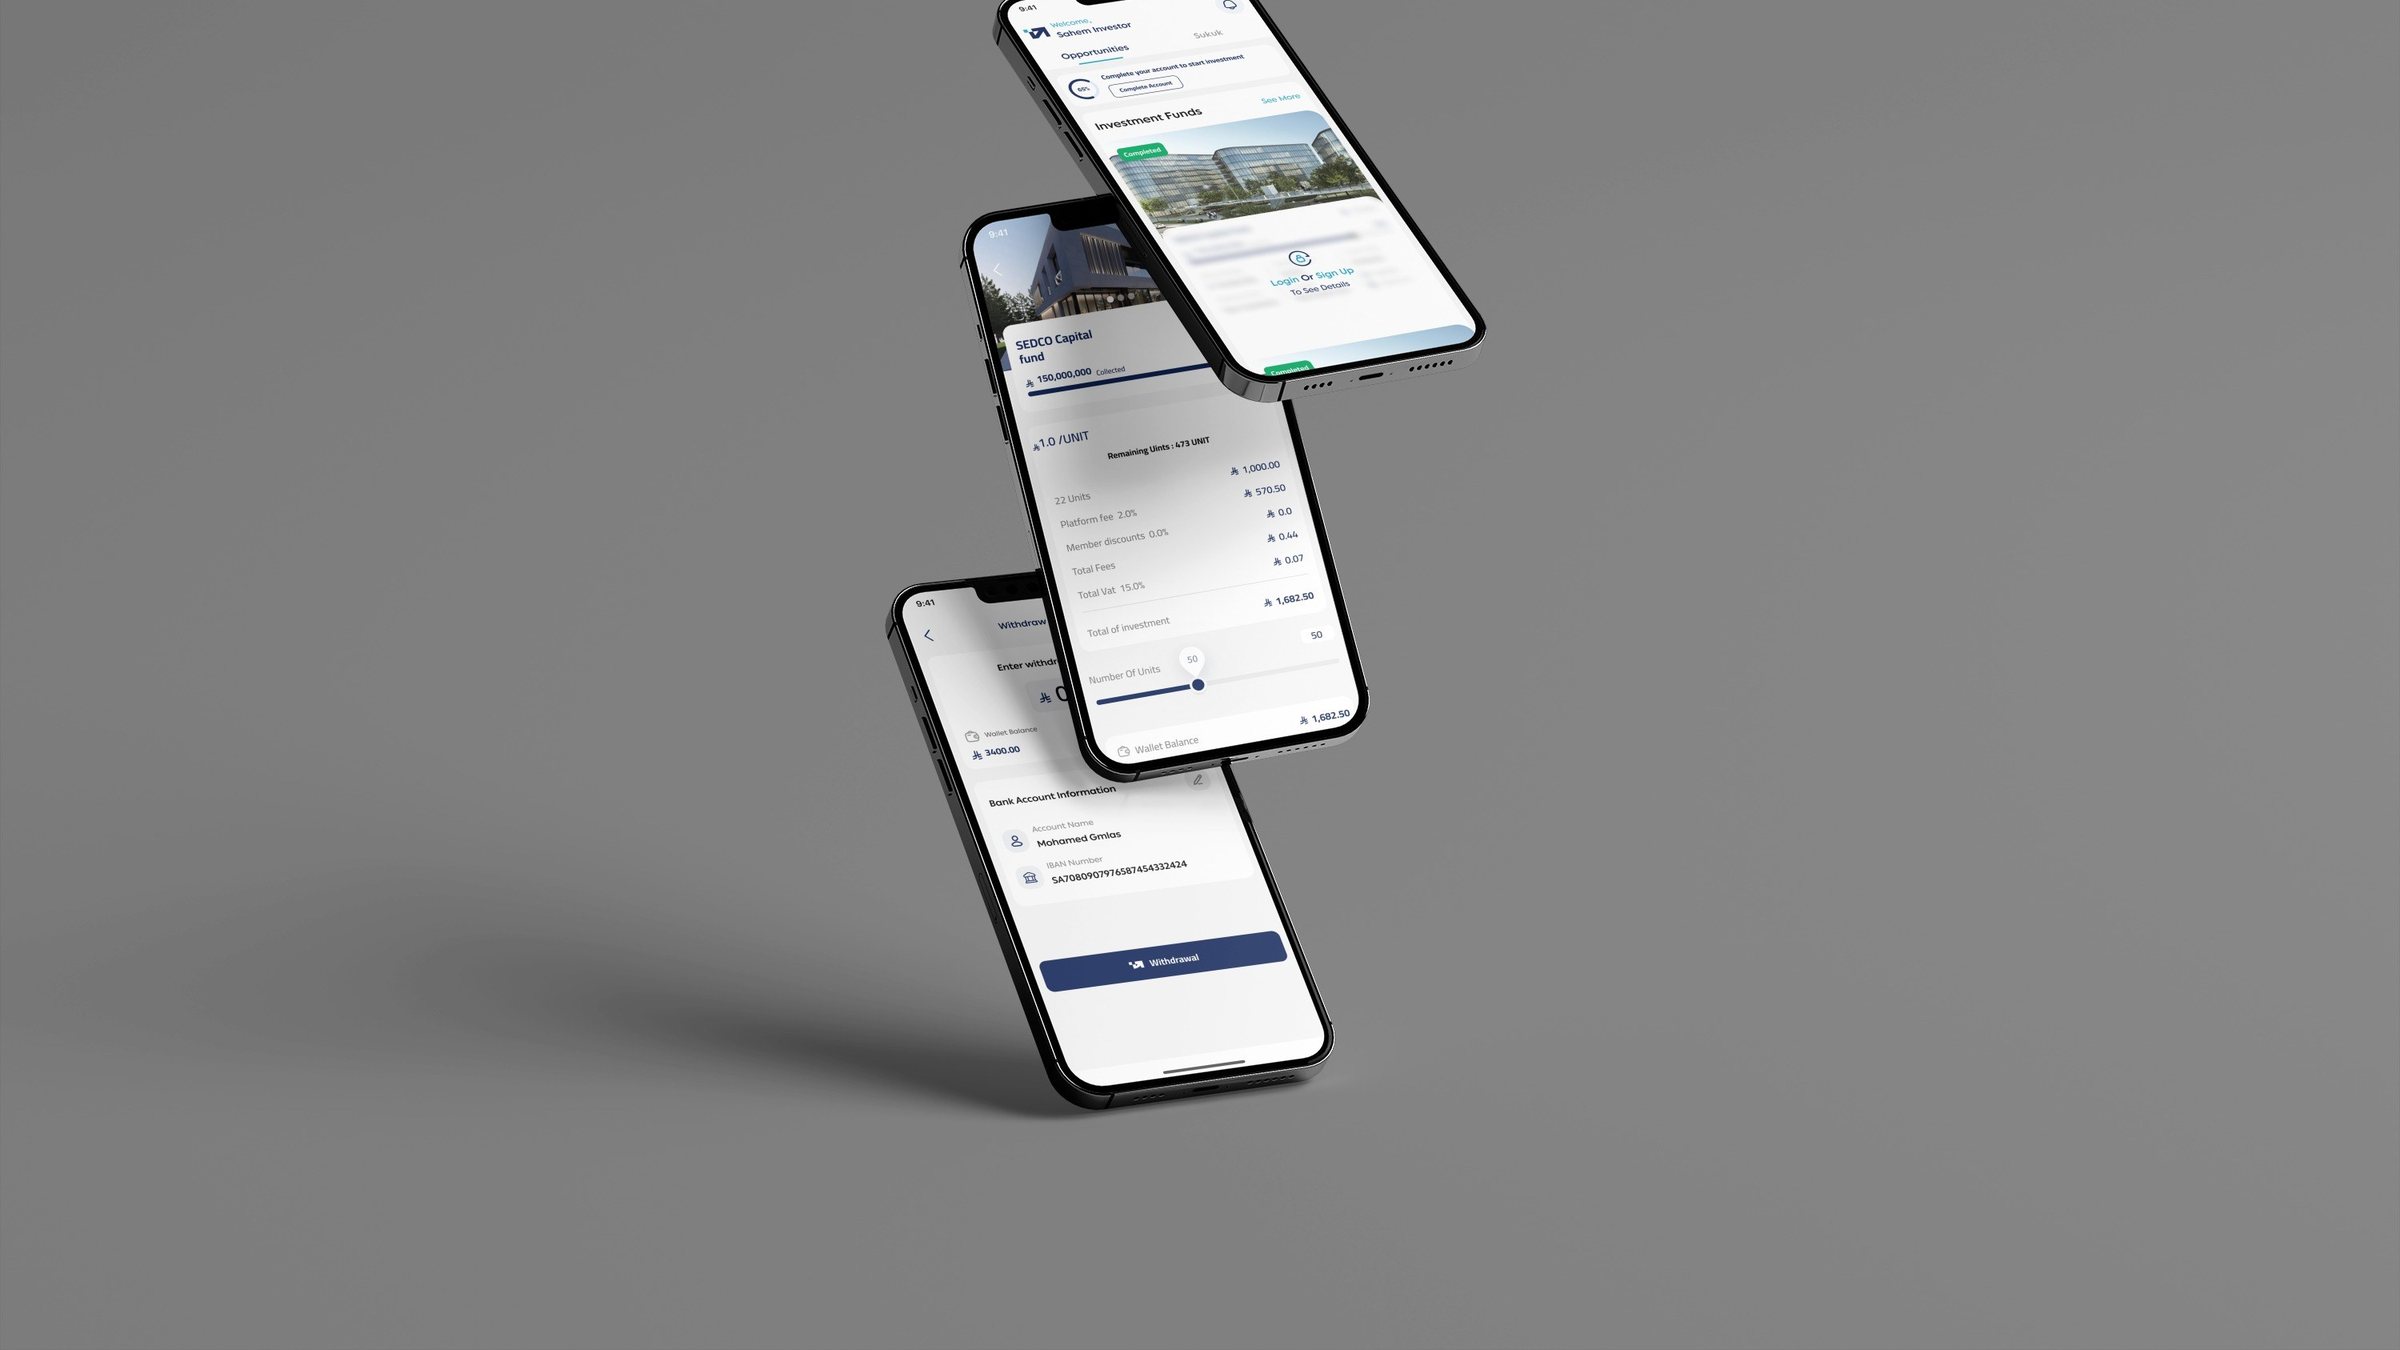 9:41
Welcome,
Sahem Investor
Opportunities
Sukuk
65%
Complete your account to start investment
Complete Account
Investment Funds
See More
Completed
Login Or Sign Up
To See Details
Completed
9:41
SEDCO Capital
fund
150,000,000 Collected
1.0 /UNIT
Remaining Uints : 473 UNIT
22 Units
1,000.00
Platform fee 2.0%
570.50
Member discounts 0.0%
0.0
Total Fees
0.44
Total Vat 15.0%
0.07
Total of investment
1,682.50
50
Number Of Units
50
Wallet Balance
1,682.50
9:41
Withdraw
Enter withdr
Wallet Balance
3400.00
Bank Account Information
Account Name
Mohamed Gmlas
IBAN Number
SA7080907976587454332424
Withdrawal